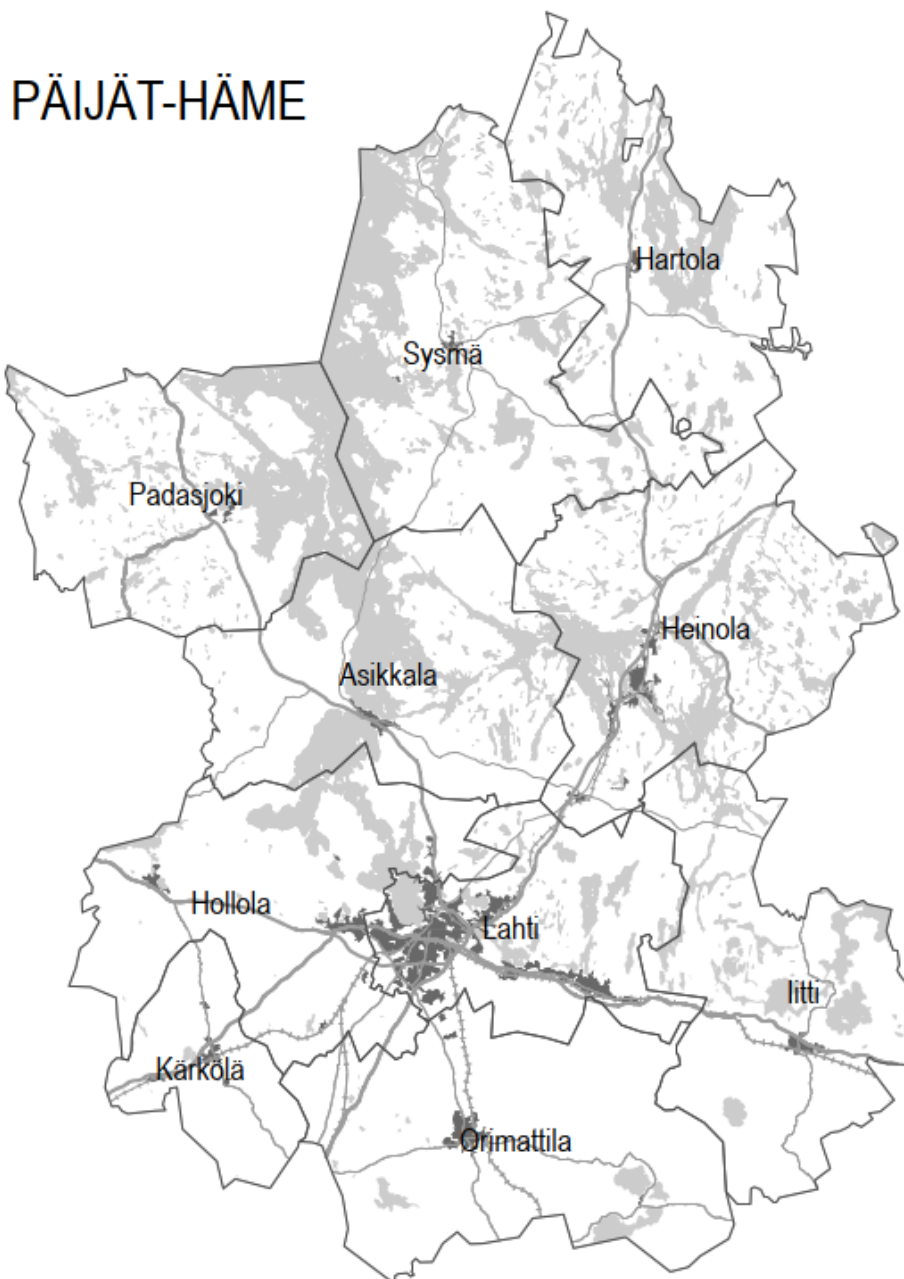 PÄIJÄT-HÄME
Hartola
Sysmä
Padasjoki
Heinola
Asikkala
Hollola
Lahti
Iitti
Kärkölä
Orimattila